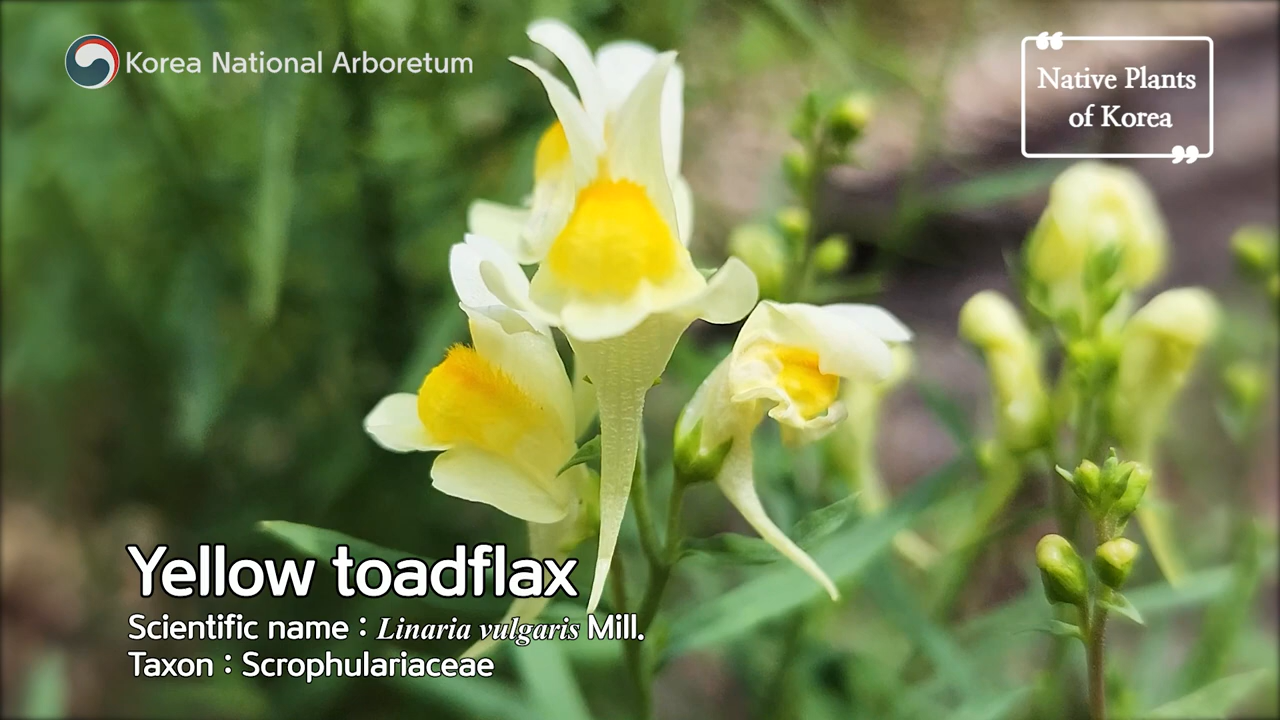 Korea National Arboretum
“ Native Plants
of Korea ”
Yellow toadflax
Scientific name : Linaria vulgaris Mill.
Taxon : Scrophulariaceae